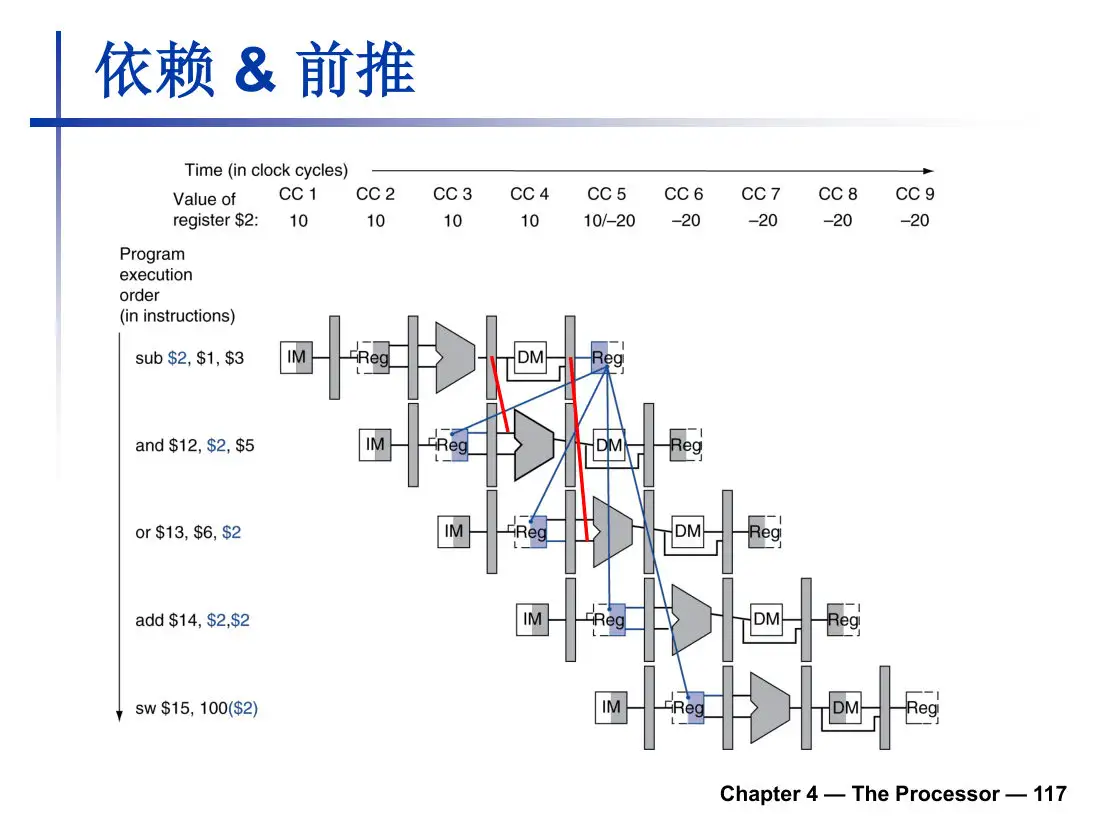 依赖 & 前推
Time (in clock cycles)
Value of register $2:
CC 1 CC 2 CC 3 CC 4 CC 5 CC 6 CC 7 CC 8 CC 9
10 10 10 10 10/–20 –20 –20 –20 –20
Program
execution
order
(in instructions)
sub $2, $1, $3
IM Reg DM Reg
and $12, $2, $5
IM Reg DM Reg
or $13, $6, $2
IM Reg DM Reg
add $14, $2,$2
IM Reg DM Reg
sw $15, 100($2)
IM Reg DM Reg
Chapter 4 — The Processor — 117